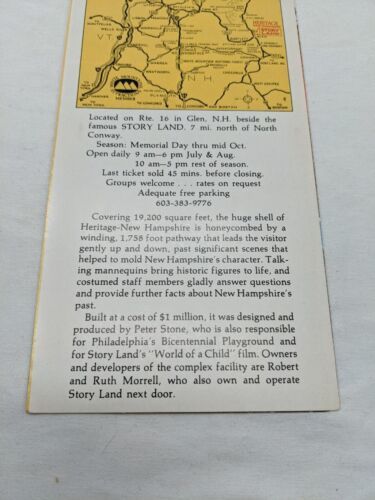 VT.
N.H.
HERITAGE
STORY
Located on Rte. 16 in Glen, N.H. beside the
famous STORY LAND. 7 mi. north of North
Conway.
Season: Memorial Day thru mid Oct.
Open daily 9 am—6 pm July & Aug.
10 am—5 pm rest of season.
Last ticket sold 45 mins. before closing.
Groups welcome . . . rates on request
Adequate free parking
603-383-9776
Covering 19,200 square feet, the huge shell of
Heritage-New Hampshire is honeycombed by a
winding, 1,758 foot pathway that leads the visitor
gently up and down, past significant scenes that
helped to mold New Hampshire's character. Talk-
ing mannequins bring historic figures to life, and
costumed staff members gladly answer questions
and provide further facts about New Hampshire's
past.
Built at a cost of $1 million, it was designed and
produced by Peter Stone, who is also responsible
for Philadelphia's Bicentennial Playground and
for Story Land's "World of a Child" film. Owners
and developers of the complex facility are Robert
and Ruth Morrell, who also own and operate
Story Land next door.